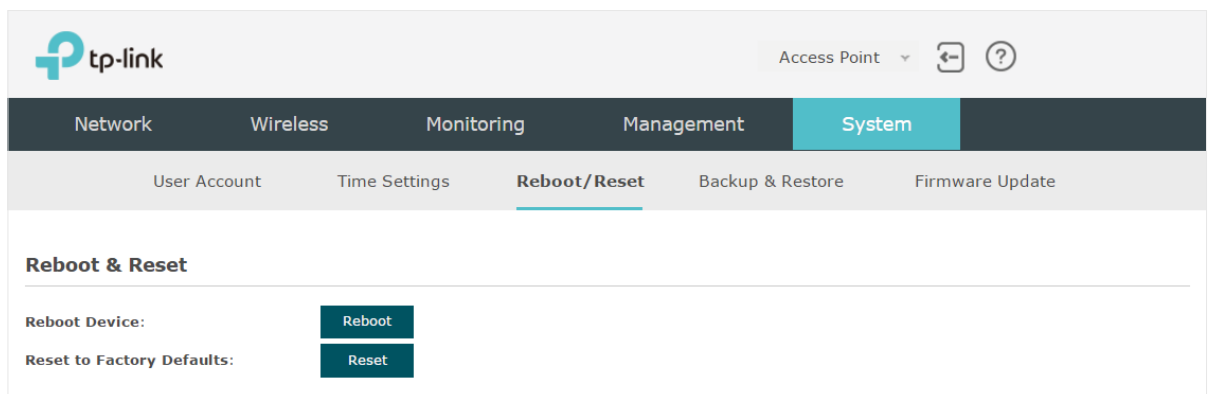 tp-link
Access Point
Network Wireless Monitoring Management System
User Account Time Settings Reboot/Reset Backup & Restore Firmware Update
Reboot & Reset
Reboot Device: Reboot
Reset to Factory Defaults: Reset